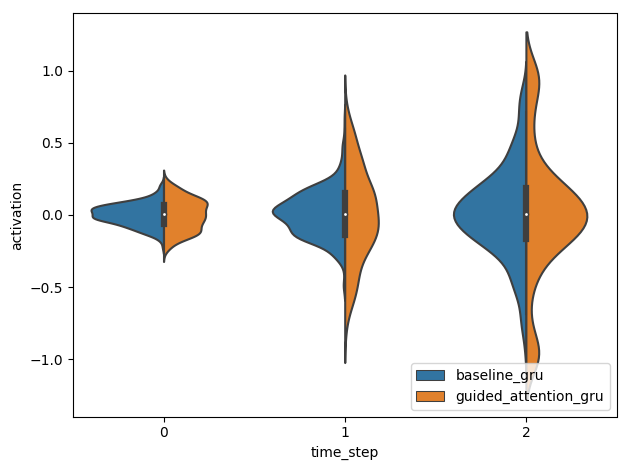 1.0
0.5
0.0
−0.5
−1.0
activation
0
1
2
time_step
baseline_gru
guided_attention_gru